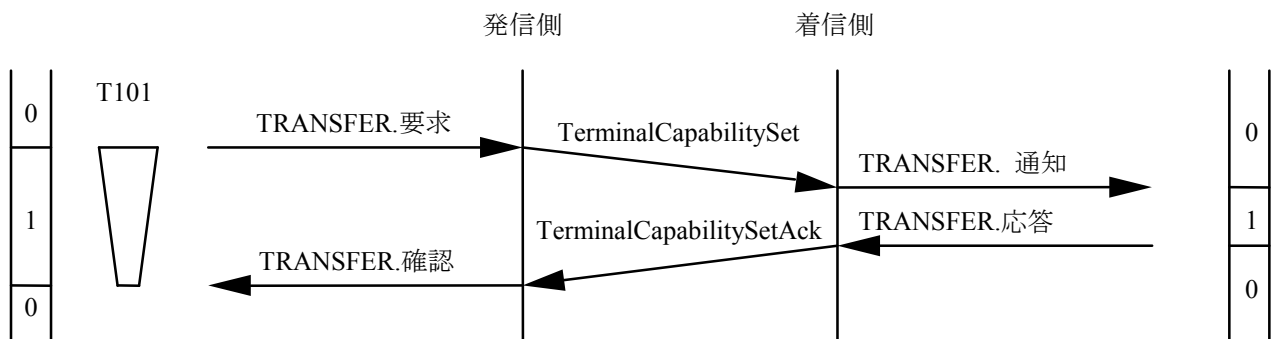 発信側
着信側
T101
0
TRANSFER.要求
TerminalCapabilitySet
0
TRANSFER. 通知
1
TerminalCapabilitySetAck
TRANSFER.応答
1
TRANSFER.確認
0
0